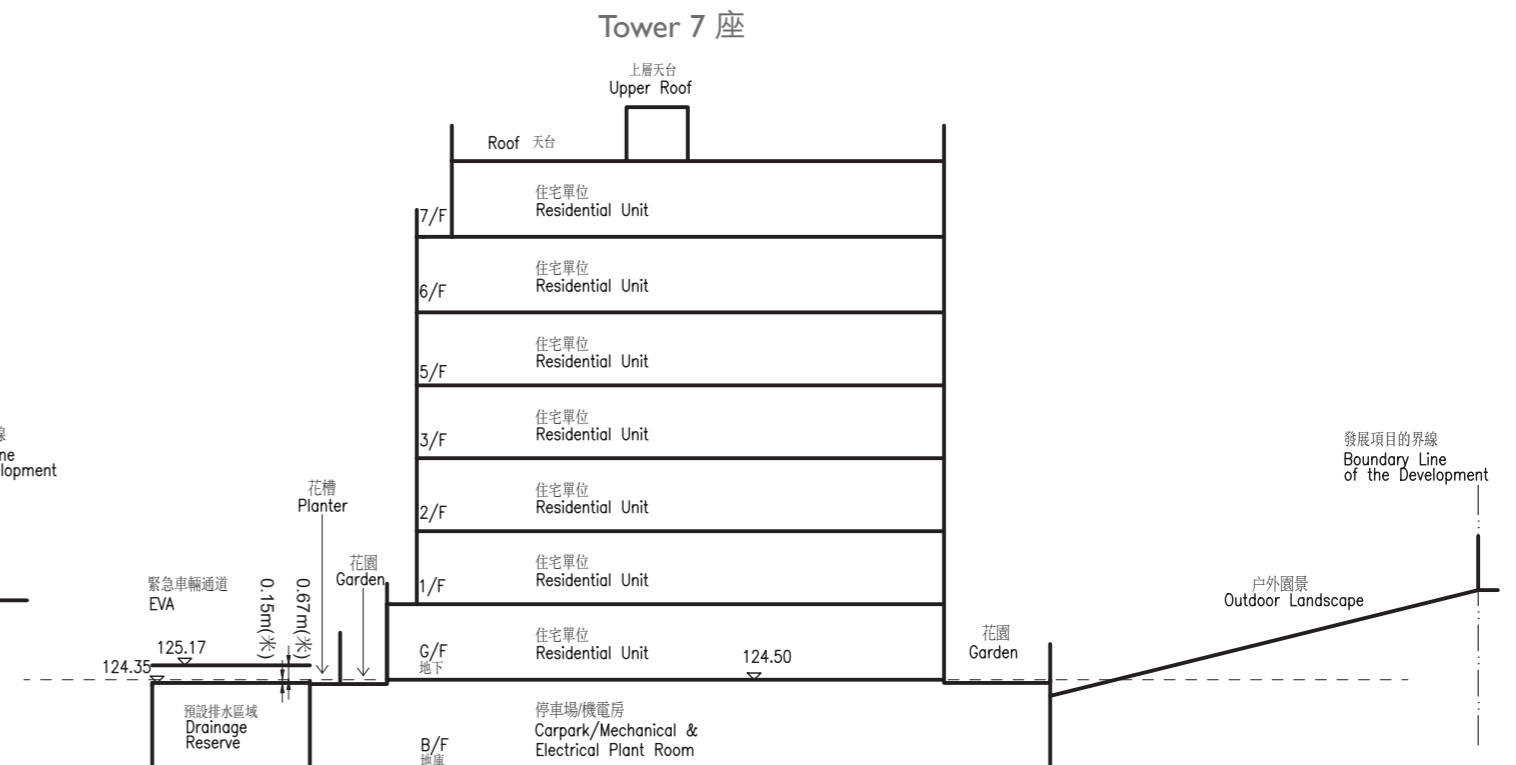 Tower 7 座
上層天台
Upper Roof
Roof 天台
住宅單位
Residential Unit
7/F
住宅單位
Residential Unit
6/F
住宅單位
Residential Unit
5/F
住宅單位
Residential Unit
3/F
住宅單位
Residential Unit
2/F
住宅單位
Residential Unit
1/F
住宅單位
Residential Unit
G/F
地下
124.50
停車場/機電房
Carpark/Mechanical &
Electrical Plant Room
B/F
地庫
線
ne
lopment
花槽
Planter
花園
Garden
緊急車輛通道
EVA
0.15m(米)
0.67m(米)
125.17
124.35
預設排水區域
Drainage
Reserve
花園
Garden
户外園景
Outdoor Landscape
發展項目的界線
Boundary Line
of the Development